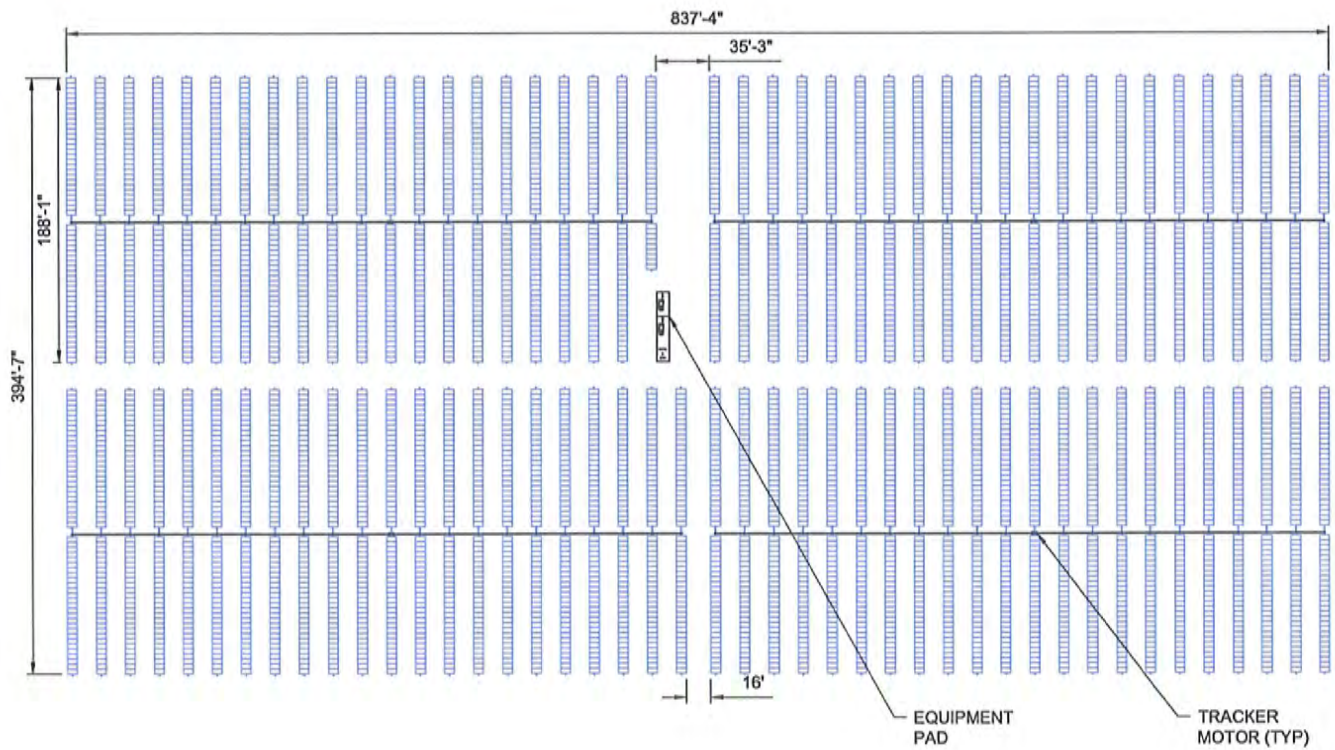 837'-4"
35'-3"
188'-1"
394'-7"
16'
EQUIPMENT
PAD
TRACKER
MOTOR (TYP)